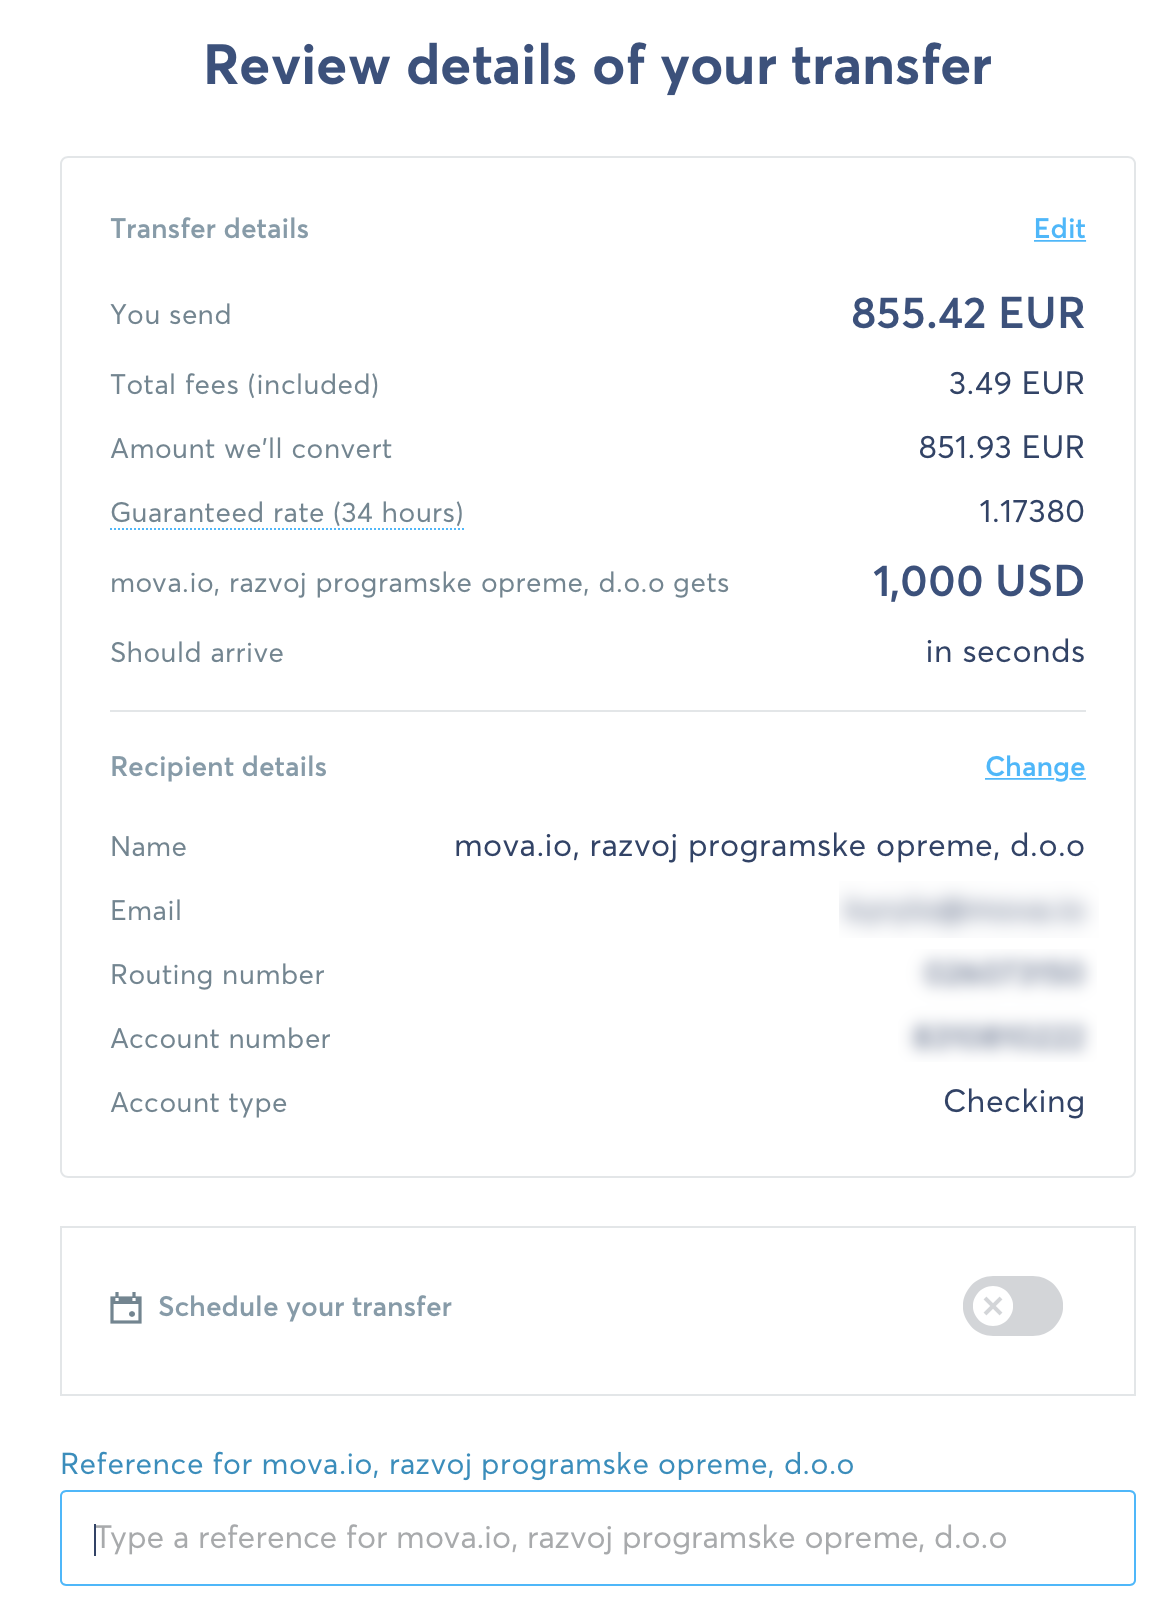 Review details of your transfer
Transfer details Edit
You send 855.42 EUR
Total fees (included) 3.49 EUR
Amount we’ll convert 851.93 EUR
Guaranteed rate (34 hours) 1.17380
mova.io, razvoj programske opreme, d.o.o gets 1,000 USD
Should arrive in seconds
Recipient details Change
Name mova.io, razvoj programske opreme, d.o.o
Email
Routing number
Account number
Account type Checking
Schedule your transfer
Reference for mova.io, razvoj programske opreme, d.o.o
Type a reference for mova.io, razvoj programske opreme, d.o.o